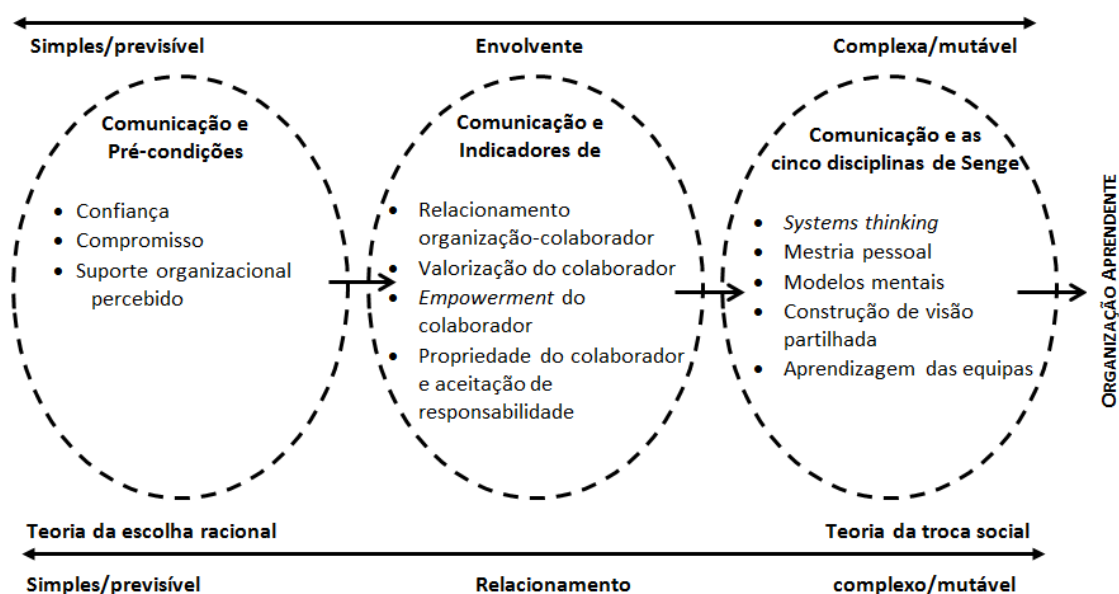 Simples/previsível Envolvente Complexa/mutável
Comunicação e
Pré-condições
• Confiança
• Compromisso
• Suporte organizacional
percebido
Comunicação e
Indicadores de
• Relacionamento
organização-colaborador
• Valorização do colaborador
• Empowerment do
colaborador
• Propriedade do colaborador
e aceitação de
responsabilidade
Comunicação e as
cinco disciplinas de Senge
• Systems thinking
• Mestria pessoal
• Modelos mentais
• Construção de visão
partilhada
• Aprendizagem das equipas
ORGANIZAÇÃO APRENDENTE
Teoria da escolha racional Teoria da troca social
Simples/previsível Relacionamento complexo/mutável